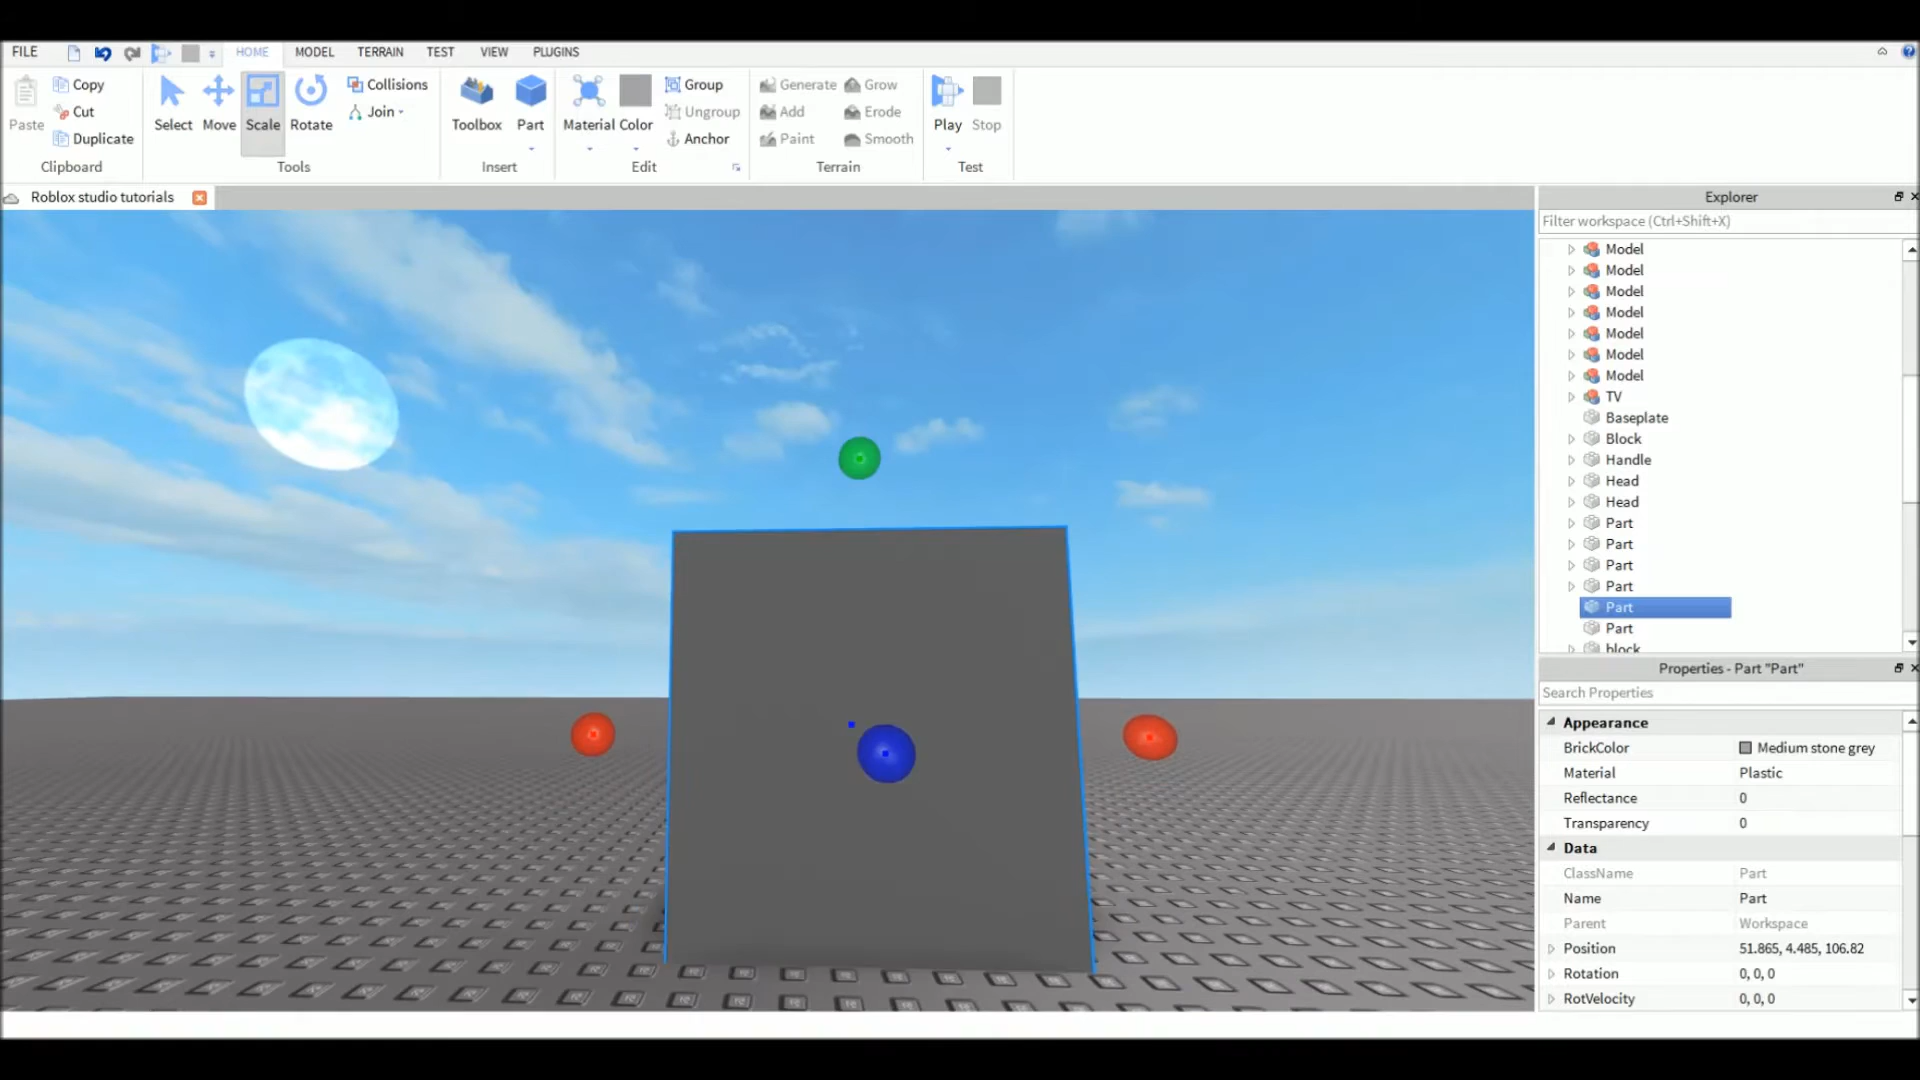 FILE HOME MODEL TERRAIN TEST VIEW PLUGINS
Paste Copy Cut Duplicate
Clipboard
Select Move Scale Rotate Collisions Join
Tools
Toolbox Part
Insert
Material Color Group Ungroup Anchor
Edit
Generate Grow
Add Erode
Paint Smooth
Terrain
Play Stop
Test
Roblox studio tutorials
Explorer
Filter workspace (Ctrl+Shift+X)
Model
Model
Model
Model
Model
Model
Model
TV
Baseplate
Block
Handle
Head
Head
Part
Part
Part
Part
Part
Part
block
Properties - Part "Part"
Search Properties
Appearance
BrickColor Medium stone grey
Material Plastic
Reflectance 0
Transparency 0
Data
ClassName Part
Name Part
Parent Workspace
Position 51.865, 4.485, 106.82
Rotation 0, 0, 0
RotVelocity 0, 0, 0